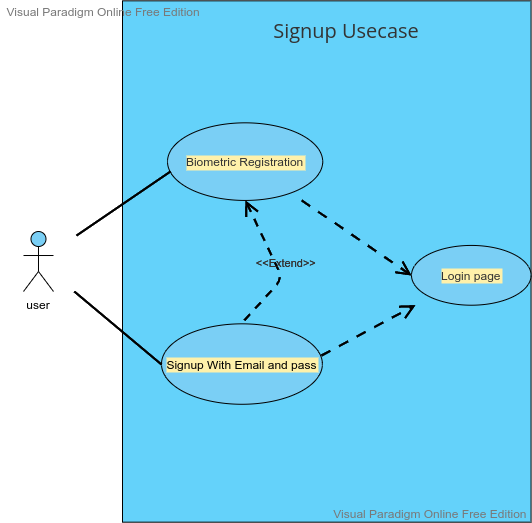 Visual Paradigm Online Free Edition
Signup Usecase
Biometric Registration
<<Extend>>
Login page
user
Signup With Email and pass
Visual Paradigm Online Free Edition